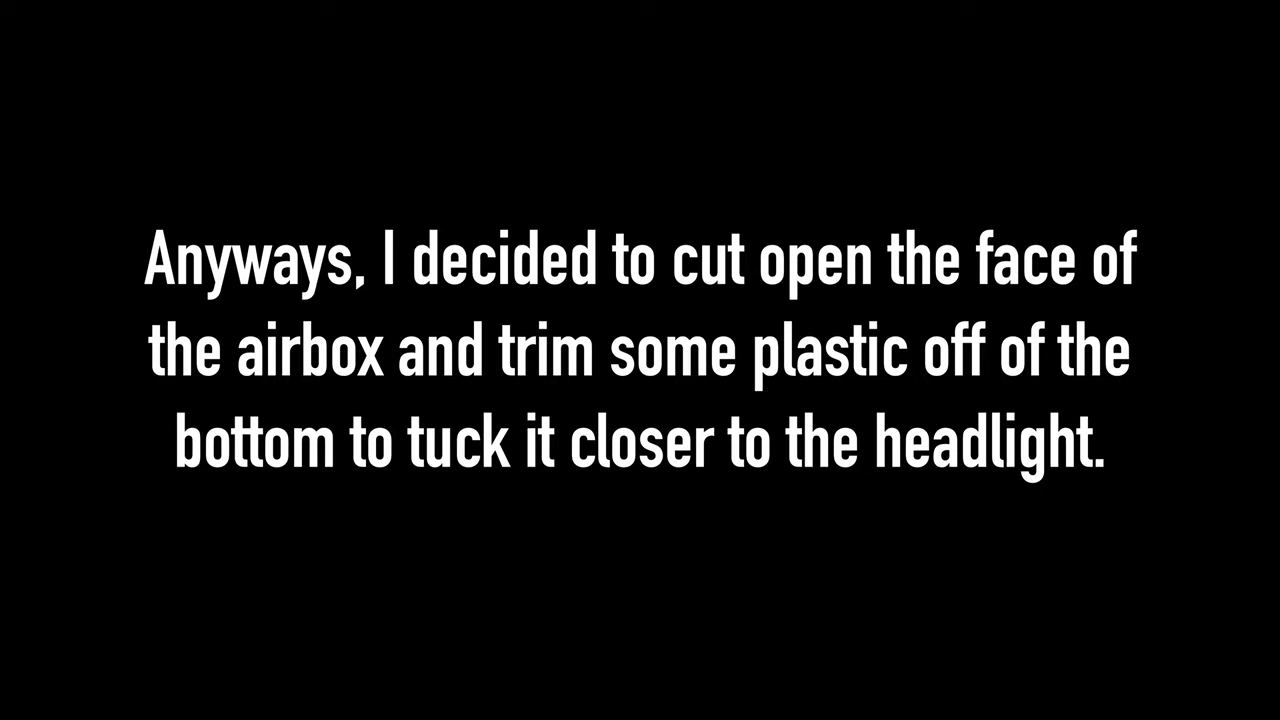 Anyways, I decided to cut open the face of
the airbox and trim some plastic off of the
bottom to tuck it closer to the headlight.